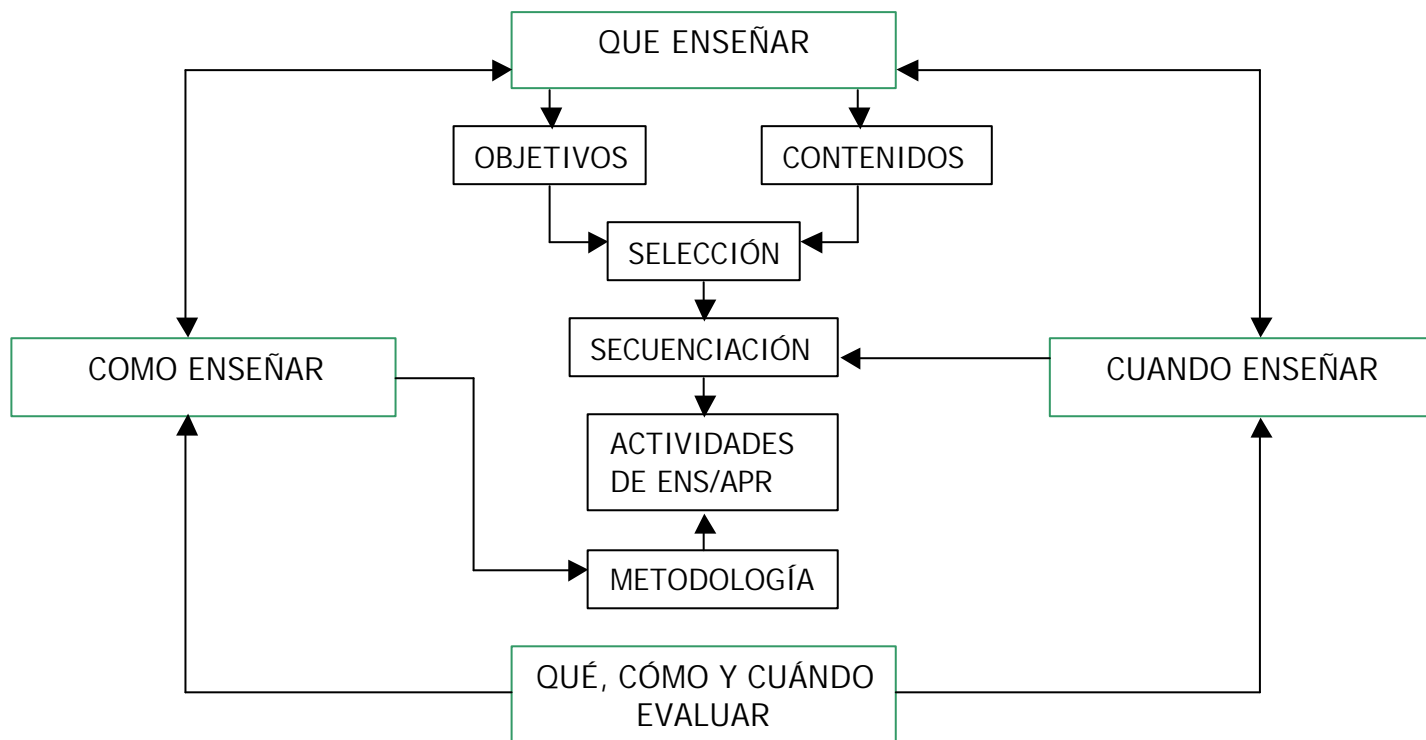 QUE ENSEÑAR
OBJETIVOS
CONTENIDOS
SELECCIÓN
SECUENCIACIÓN
COMO ENSEÑAR
CUANDO ENSEÑAR
ACTIVIDADES
DE ENS/APR
METODOLOGÍA
QUÉ, CÓMO Y CUÁNDO
EVALUAR